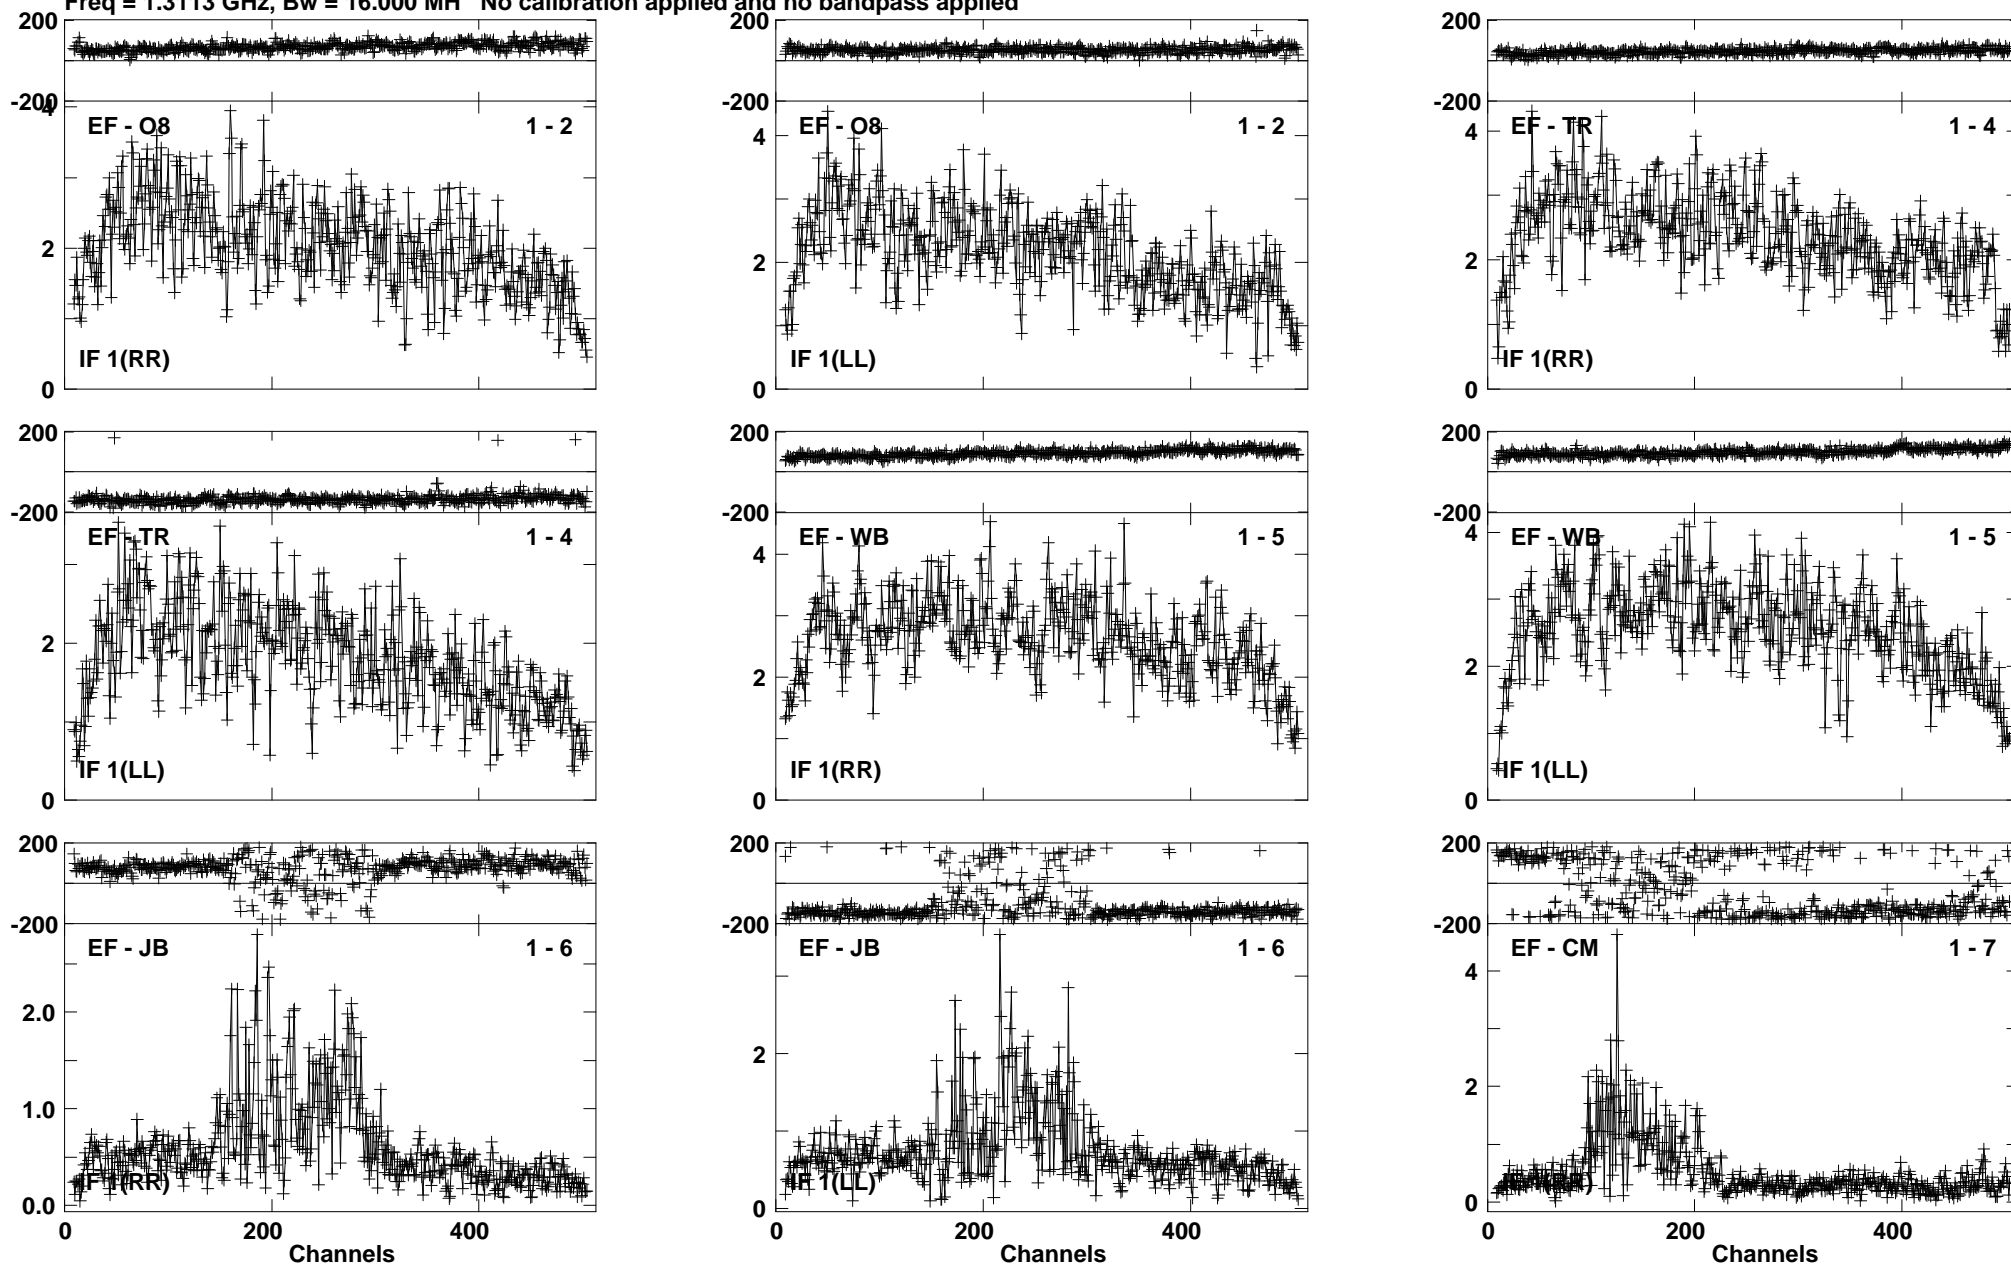 Freq = 1.3113 GHz, Bw = 16.000 MH No calibration applied and no bandpass applied
200 200 200
-200 -200 -200
4
EF - O8 1 - 2 EF - O8 1 - 2 EF - TR 1 - 4
4 4
2 2 2
IF 1(RR) IF 1(LL) IF 1(RR)
0 0 0
200 200 200
-200 -200 -200
EF - TR 1 - 4 EF - WB 1 - 5 EF - WB 1 - 5
4 4
2 2 2
IF 1(LL) IF 1(RR) IF 1(LL)
0 0 0
200 200 200
-200 -200 -200
EF - JB 1 - 6 EF - JB 1 - 6 EF - CM 1 - 7
2.0 2 4
1.0 2
IF 1(RR) IF 1(LL)
0.0 0 0
0 200 400 0 200 400 0 200 400
Channels Channels Channels